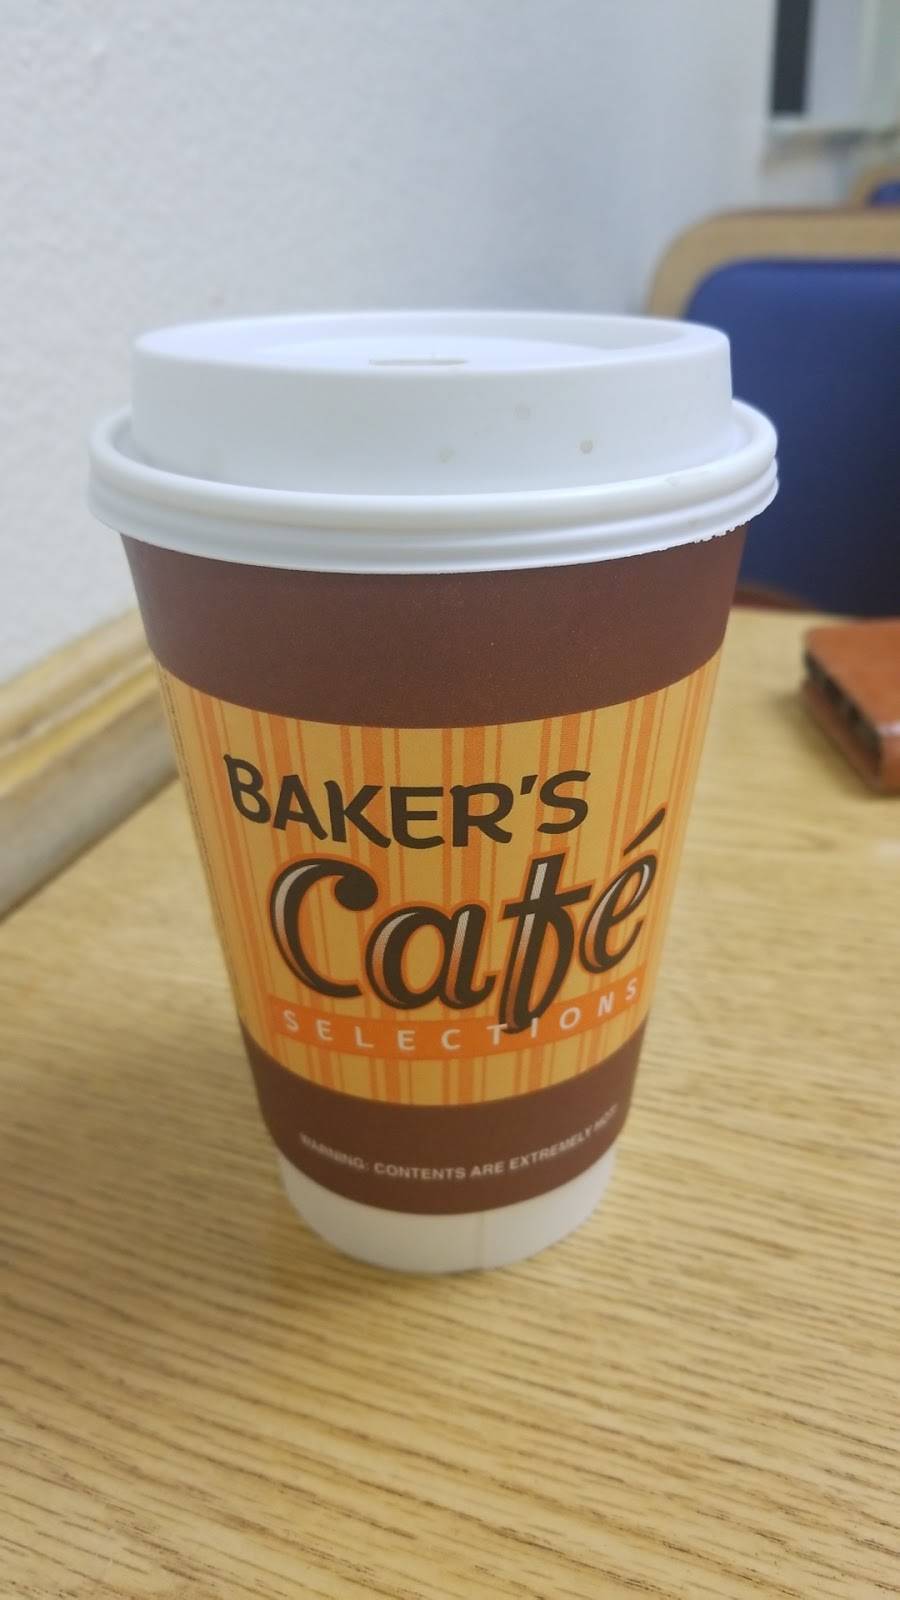 BAKER'S
Café
SELECTIONS
WARNING: CONTENTS ARE EXTREMELY HOT!